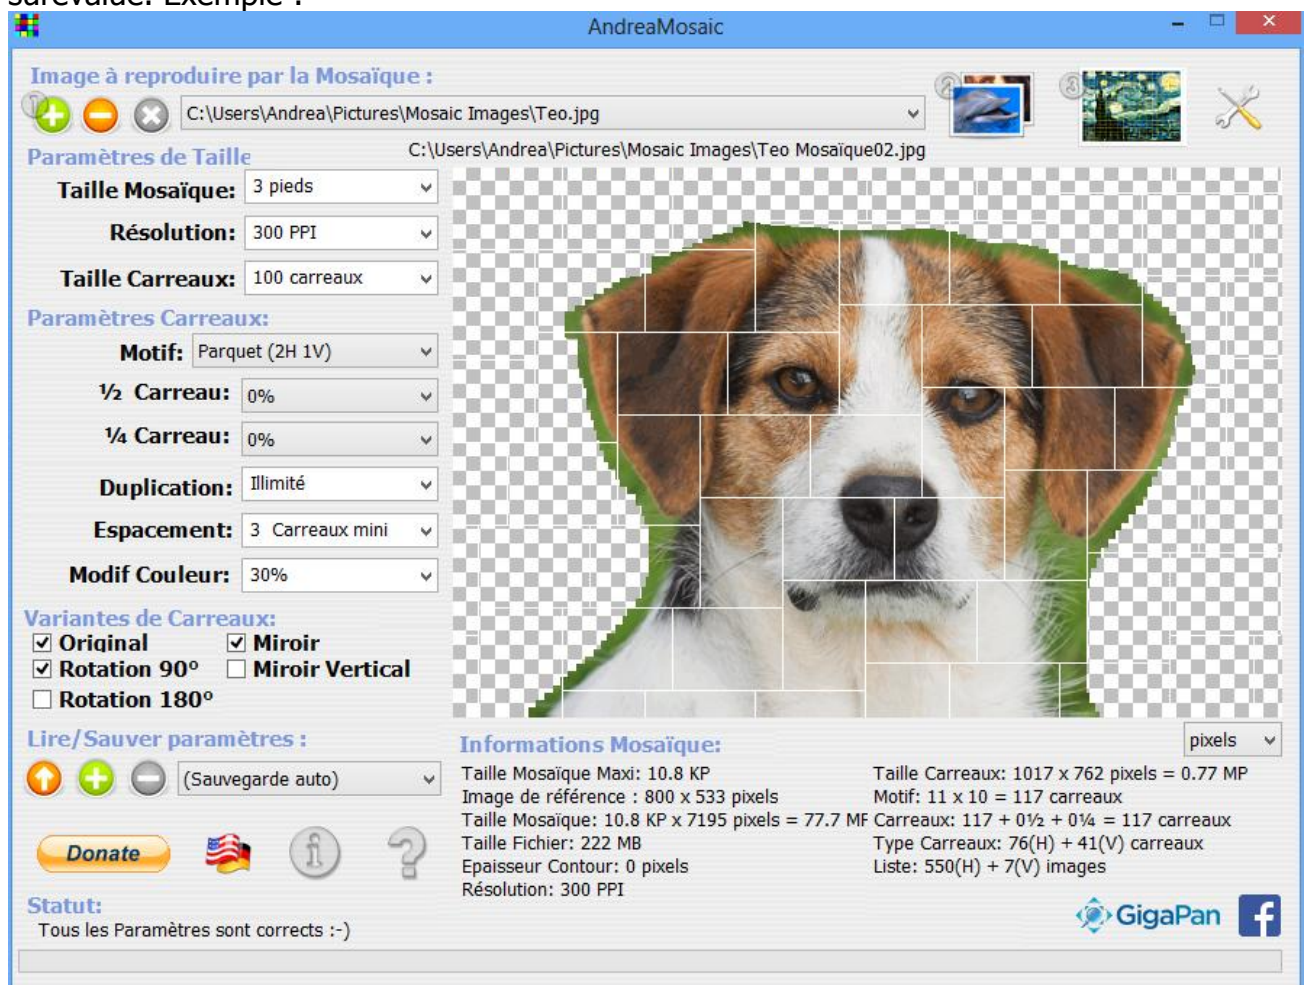 surévalué. Exemple :
AndreaMosaic
Image à reproduire par la Mosaïque :
1
2
3
C:\Users\Andrea\Pictures\Mosaic Images\Teo.jpg
C:\Users\Andrea\Pictures\Mosaic Images\Teo Mosaïque02.jpg
Paramètres de Taille
Taille Mosaïque: 3 pieds
Résolution: 300 PPI
Taille Carreaux: 100 carreaux
Paramètres Carreaux:
Motif: Parquet (2H 1V)
½ Carreau: 0%
¼ Carreau: 0%
Duplication: Illimité
Espacement: 3 Carreaux mini
Modif Couleur: 30%
Variantes de Carreaux:
Original Miroir
Rotation 90º Miroir Vertical
Rotation 180º
Lire/Sauver paramètres :
(Sauvegarde auto)
Donate
Statut:
Tous les Paramètres sont corrects :-)
pixels
Informations Mosaïque:
Taille Mosaïque Maxi: 10.8 KP
Image de référence : 800 x 533 pixels
Taille Mosaïque: 10.8 KP x 7195 pixels = 77.7 MP
Taille Fichier: 222 MB
Epaisseur Contour: 0 pixels
Résolution: 300 PPI
Taille Carreaux: 1017 x 762 pixels = 0.77 MP
Motif: 11 x 10 = 117 carreaux
Carreaux: 117 + 0½ + 0¼ = 117 carreaux
Type Carreaux: 76(H) + 41(V) carreaux
Liste: 550(H) + 7(V) images
GigaPan